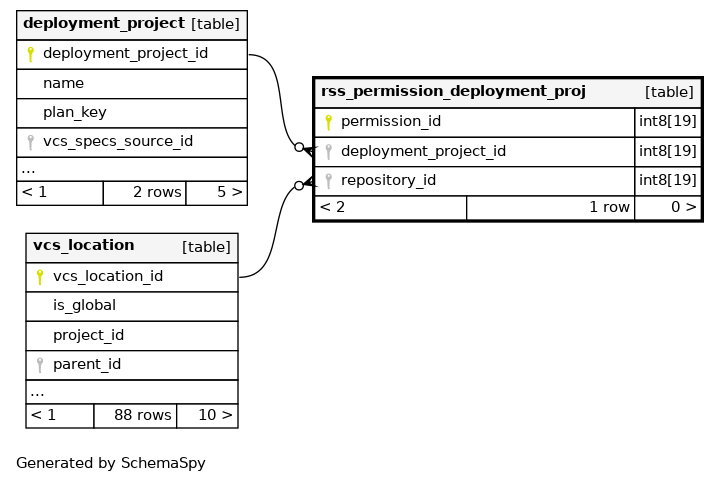 deployment_project [table]
deployment_project_id
name
plan_key
vcs_specs_source_id
...
< 1 2 rows 5 >
rss_permission_deployment_proj [table]
permission_id int8[19]
deployment_project_id int8[19]
repository_id int8[19]
< 2 1 row 0 >
vcs_location [table]
vcs_location_id
is_global
project_id
parent_id
...
< 1 88 rows 10 >
Generated by SchemaSpy